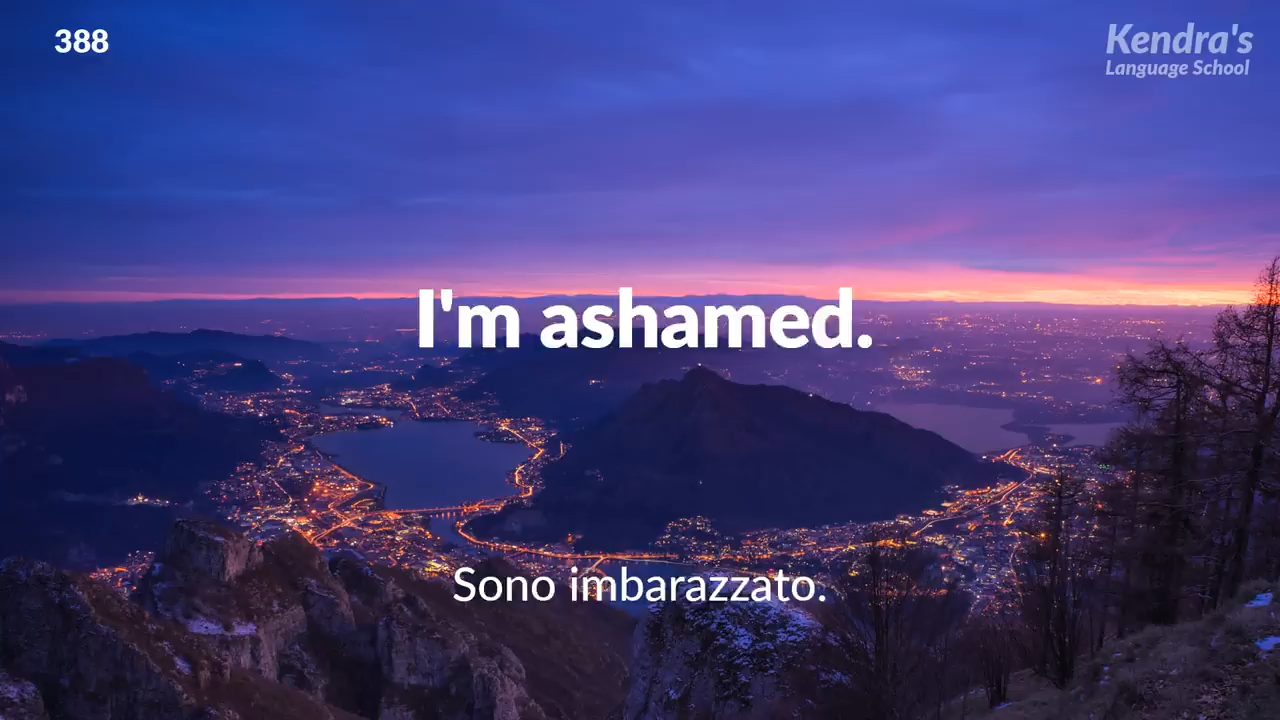 388
Kendra's
Language School
I'm ashamed.
Sono imbarazzato.